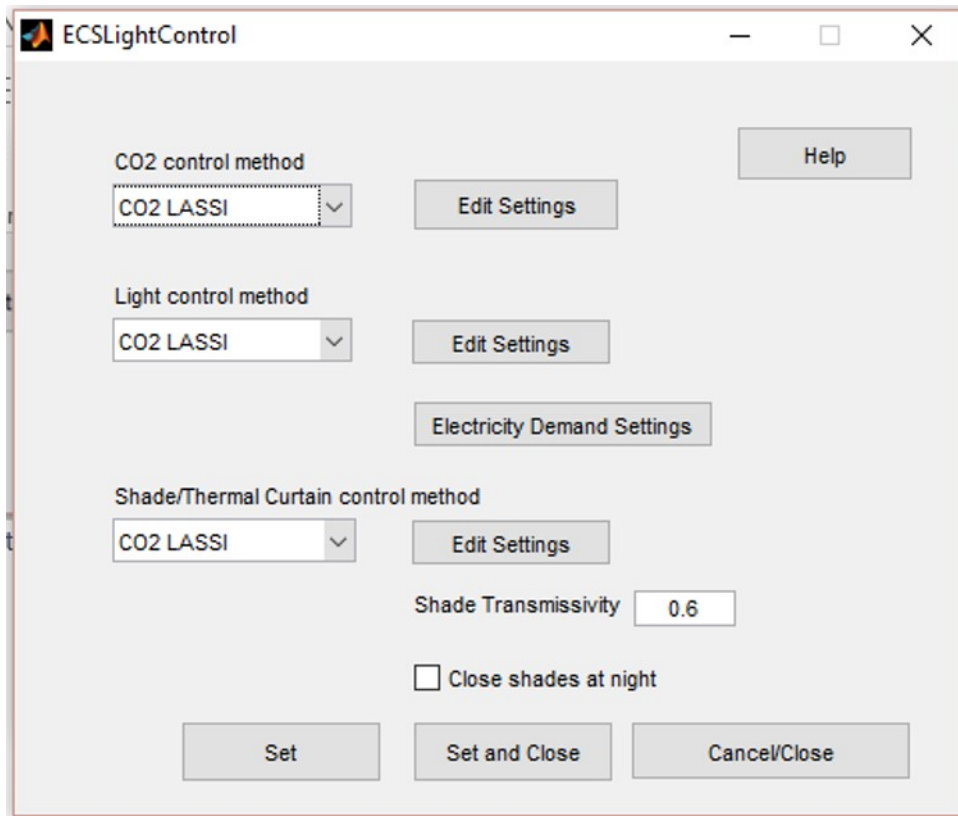 ECSLightControl
Help
CO2 control method
CO2 LASSI
Edit Settings
Light control method
CO2 LASSI
Edit Settings
Electricity Demand Settings
Shade/Thermal Curtain control method
CO2 LASSI
Edit Settings
Shade Transmissivity 0.6
Close shades at night
Set
Set and Close
Cancel/Close